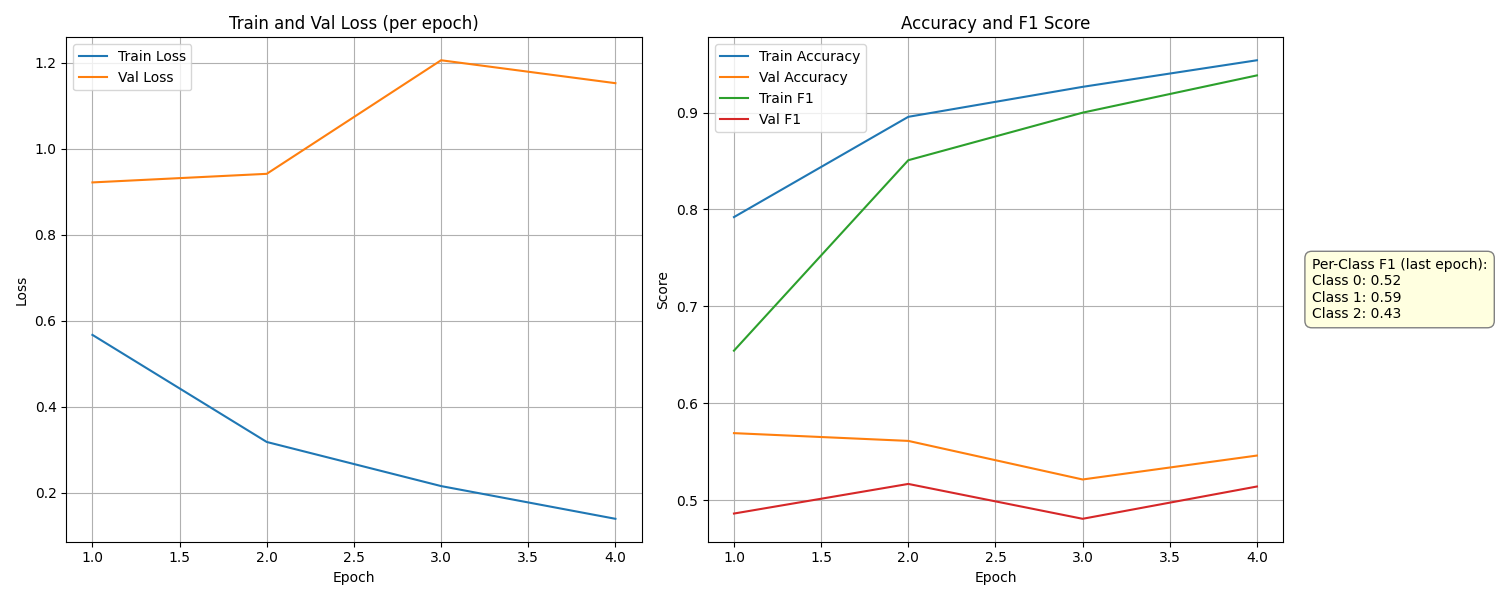 Train and Val Loss (per epoch)
Train Loss
Val Loss
1.2
1.0
0.8
0.6
0.4
0.2
Loss
1.0 1.5 2.0 2.5 3.0 3.5 4.0
Epoch
Accuracy and F1 Score
Train Accuracy
Val Accuracy
Train F1
Val F1
0.9
0.8
0.7
0.6
0.5
Score
1.0 1.5 2.0 2.5 3.0 3.5 4.0
Epoch
Per-Class F1 (last epoch):
Class 0: 0.52
Class 1: 0.59
Class 2: 0.43